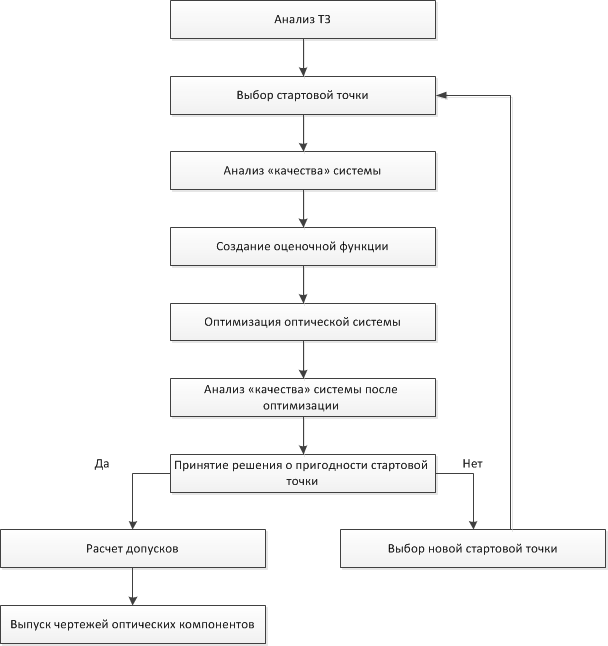 Анализ ТЗ
Выбор стартовой точки
Анализ «качества» системы
Создание оценочной функции
Оптимизация оптической системы
Анализ «качества» системы после
оптимизации
Принятие решения о пригодности стартовой
точки
Да
Нет
Расчет допусков
Выбор новой стартовой точки
Выпуск чертежей оптических компонентов